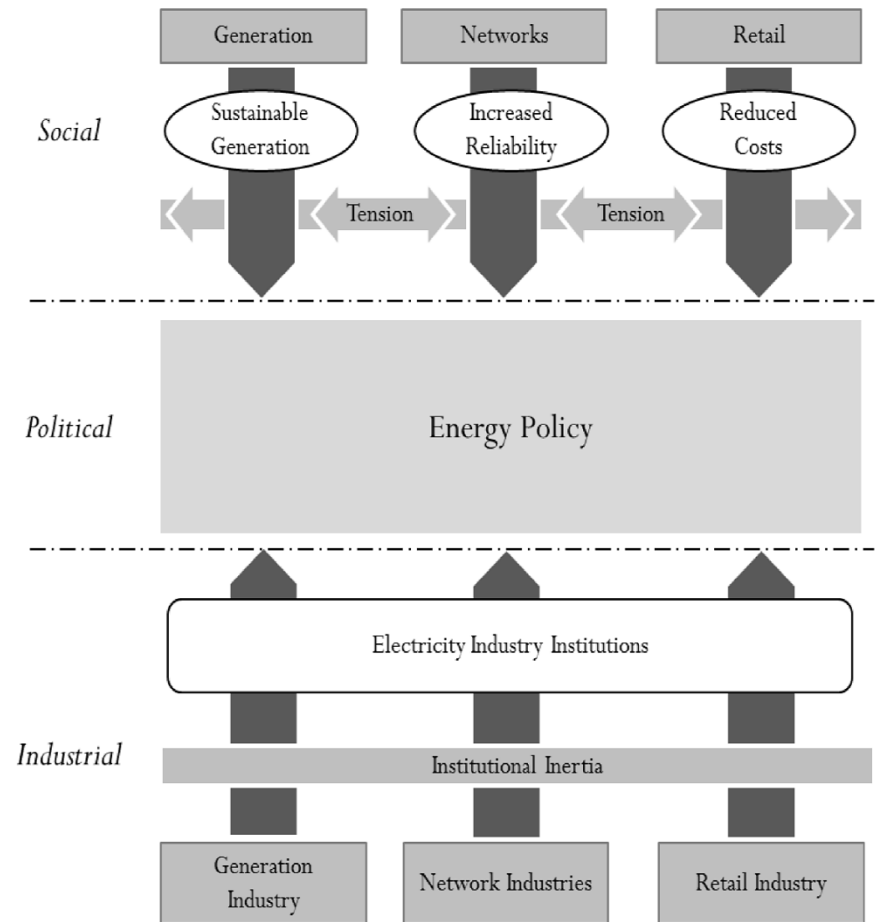 Generation
Networks
Retail
Social
Sustainable
Generation
Increased
Reliability
Reduced
Costs
Tension
Tension
Political
Energy Policy
Electricity Industry Institutions
Industrial
Institutional Inertia
Generation
Industry
Network Industries
Retail Industry